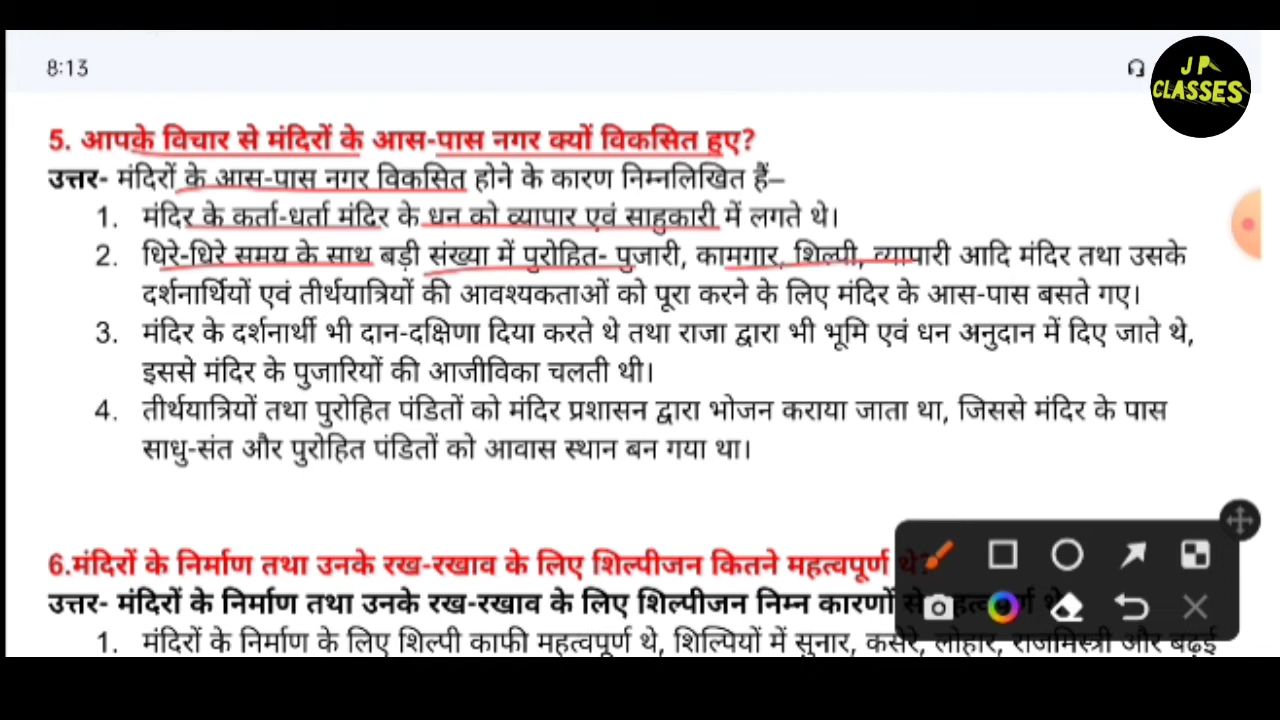 8:13
J P
CLASSES
5. आपके विचार से मंदिरों के आस-पास नगर क्यों विकसित हुए?
उत्तर- मंदिरों के आस-पास नगर विकसित होने के कारण निम्नलिखित हैं–
1. मंदिर के कर्ता-धर्ता मंदिर के धन को व्यापार एवं साहुकारी में लगते थे।
2. धिरे-धिरे समय के साथ बड़ी संख्या में पुरोहित- पुजारी, कामगार, शिल्पी, व्यापारी आदि मंदिर तथा उसके
दर्शनार्थियों एवं तीर्थयात्रियों की आवश्यकताओं को पूरा करने के लिए मंदिर के आस-पास बसते गए।
3. मंदिर के दर्शनार्थी भी दान-दक्षिणा दिया करते थे तथा राजा द्वारा भी भूमि एवं धन अनुदान में दिए जाते थे,
इससे मंदिर के पुजारियों की आजीविका चलती थी।
4. तीर्थयात्रियों तथा पुरोहित पंडितों को मंदिर प्रशासन द्वारा भोजन कराया जाता था, जिससे मंदिर के पास
साधु-संत और पुरोहित पंडितों को आवास स्थान बन गया था।
6.मंदिरों के निर्माण तथा उनके रख-रखाव के लिए शिल्पीजन कितने महत्वपूर्ण थे?
उत्तर- मंदिरों के निर्माण तथा उनके रख-रखाव के लिए शिल्पीजन निम्न कारणों
1. मंदिरों के निर्माण के लिए शिल्पी काफी महत्वपूर्ण थे, शिल्पियों में सुनार, कसेरे, लोहार, राजमिस्त्री और बढ़ई